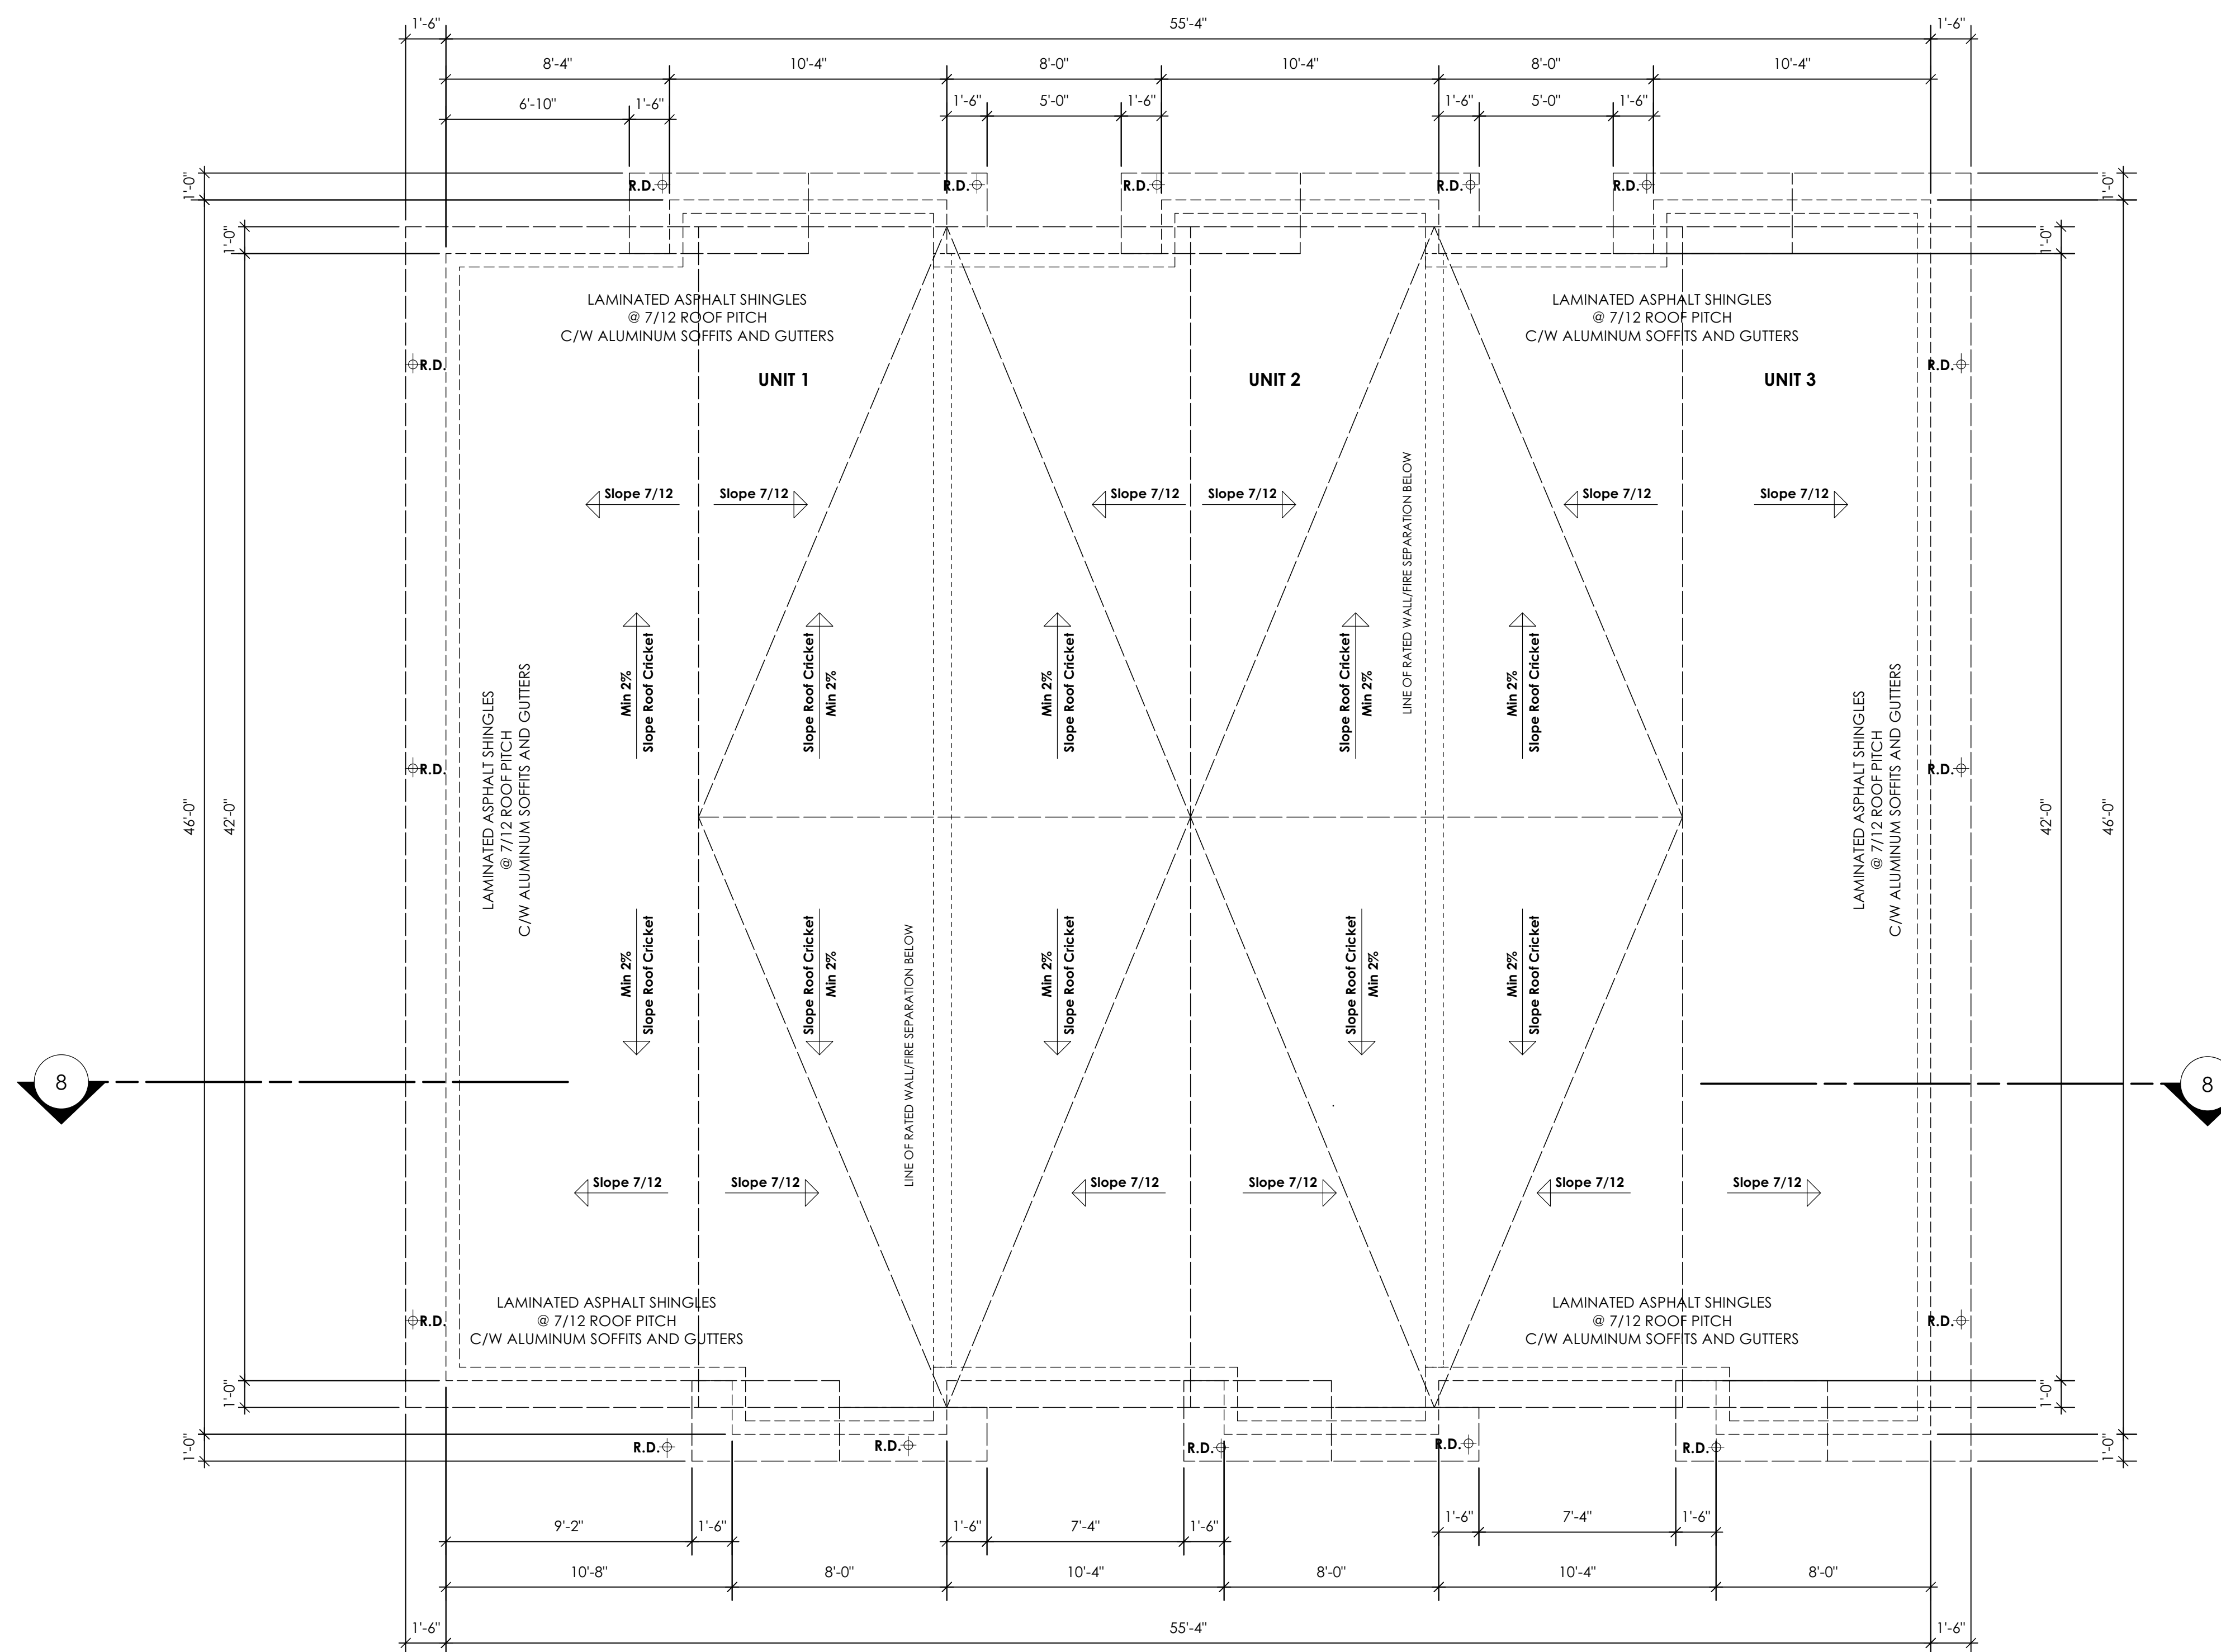 1'-6" 55'-4" 1'-6"
8'-4" 10'-4" 8'-0" 10'-4" 8'-0" 10'-4"
6'-10" 1'-6" 1'-6" 5'-0" 1'-6" 1'-6" 5'-0" 1'-6"
1'-0" R.D. R.D. R.D. R.D. R.D. 1'-0"
1'-0" 1'-0"
LAMINATED ASPHALT SHINGLES
@ 7/12 ROOF PITCH
C/W ALUMINUM SOFFITS AND GUTTERS
LAMINATED ASPHALT SHINGLES
@ 7/12 ROOF PITCH
C/W ALUMINUM SOFFITS AND GUTTERS
R.D. R.D.
UNIT 1 UNIT 2 UNIT 3
Slope 7/12 Slope 7/12 Slope 7/12 Slope 7/12 Slope 7/12 Slope 7/12
LINE OF RATED WALL/FIRE SEPARATION BELOW
Min 2%
Slope Roof Cricket
Slope Roof Cricket
Min 2%
Min 2%
Slope Roof Cricket
Slope Roof Cricket
Min 2%
Min 2%
Slope Roof Cricket
R.D. R.D.
46'-0" 42'-0"
LAMINATED ASPHALT SHINGLES
@ 7/12 ROOF PITCH
C/W ALUMINUM SOFFITS AND GUTTERS
LAMINATED ASPHALT SHINGLES
@ 7/12 ROOF PITCH
C/W ALUMINUM SOFFITS AND GUTTERS
42'-0" 46'-0"
Min 2%
Slope Roof Cricket
Slope Roof Cricket
Min 2%
LINE OF RATED WALL/FIRE SEPARATION BELOW
Min 2%
Slope Roof Cricket
Slope Roof Cricket
Min 2%
Min 2%
Slope Roof Cricket
8 8
Slope 7/12 Slope 7/12 Slope 7/12 Slope 7/12 Slope 7/12 Slope 7/12
LAMINATED ASPHALT SHINGLES
@ 7/12 ROOF PITCH
C/W ALUMINUM SOFFITS AND GUTTERS
LAMINATED ASPHALT SHINGLES
@ 7/12 ROOF PITCH
C/W ALUMINUM SOFFITS AND GUTTERS
R.D. R.D.
1'-0" 1'-0"
1'-0" R.D. R.D. R.D. R.D. R.D. 1'-0"
9'-2" 1'-6" 1'-6" 7'-4" 1'-6" 1'-6" 7'-4" 1'-6"
10'-8" 8'-0" 10'-4" 8'-0" 10'-4" 8'-0"
1'-6" 55'-4" 1'-6"